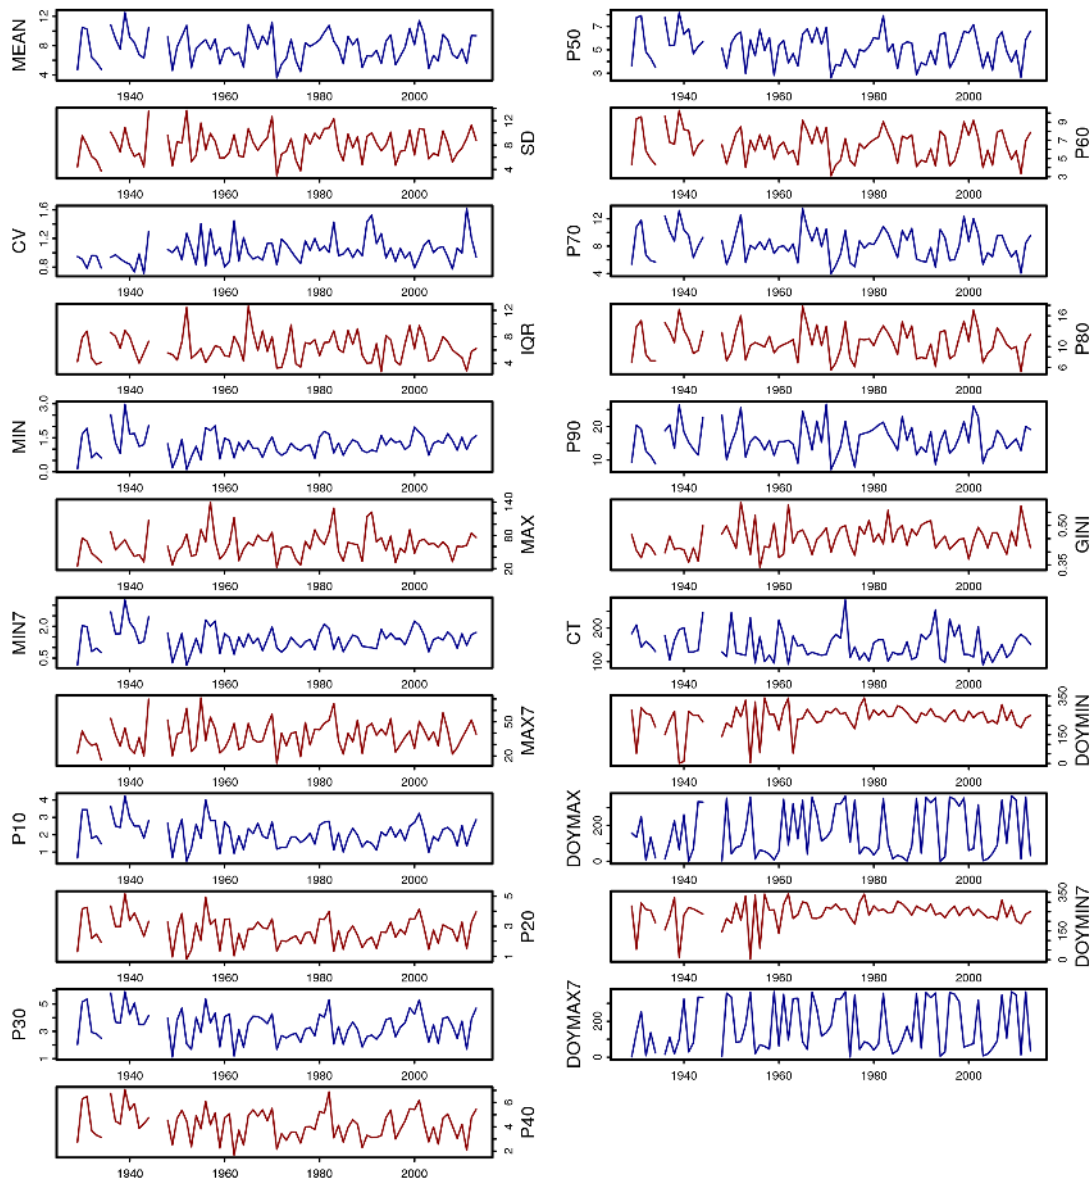 MEAN
4 8 12
1940 1960 1980 2000
SD
4 8 12
1940 1960 1980 2000
CV
0.8 1.2 1.6
1940 1960 1980 2000
IQR
4 8 12
1940 1960 1980 2000
MIN
0.0 1.5 3.0
1940 1960 1980 2000
MAX
20 80 140
1940 1960 1980 2000
MIN7
0.5 2.0
1940 1960 1980 2000
MAX7
20 50
1940 1960 1980 2000
P10
1 2 3 4
1940 1960 1980 2000
P20
1 3 5
1940 1960 1980 2000
P30
1 3 5
1940 1960 1980 2000
P40
2 4 6
1940 1960 1980 2000
P50
3 5 7
1940 1960 1980 2000
P60
3 5 7 9
1940 1960 1980 2000
P70
4 8 12
1940 1960 1980 2000
P80
6 10 16
1940 1960 1980 2000
P90
10 20
1940 1960 1980 2000
GINI
0.35 0.50
1940 1960 1980 2000
CT
100 200
1940 1960 1980 2000
DOYMIN
0 150 350
1940 1960 1980 2000
DOYMAX
0 200
1940 1960 1980 2000
DOYMIN7
0 150 350
1940 1960 1980 2000
DOYMAX7
0 200
1940 1960 1980 2000